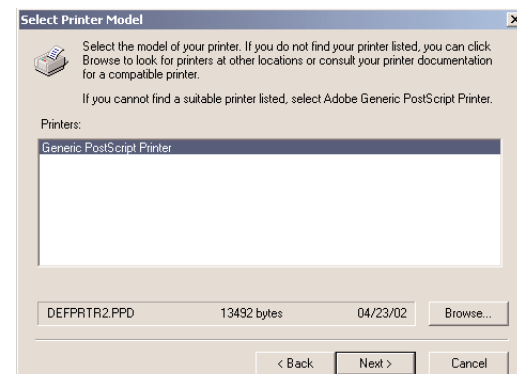 Select Printer Model
Select the model of your printer. If you do not find your printer listed, you can click
Browse to look for printers at other locations or consult your printer documentation
for a compatible printer.
If you cannot find a suitable printer listed, select Adobe Generic PostScript Printer.
Printers:
Generic PostScript Printer
DEFPRTR2.PPD 13492 bytes 04/23/02 Browse...
< Back Next > Cancel